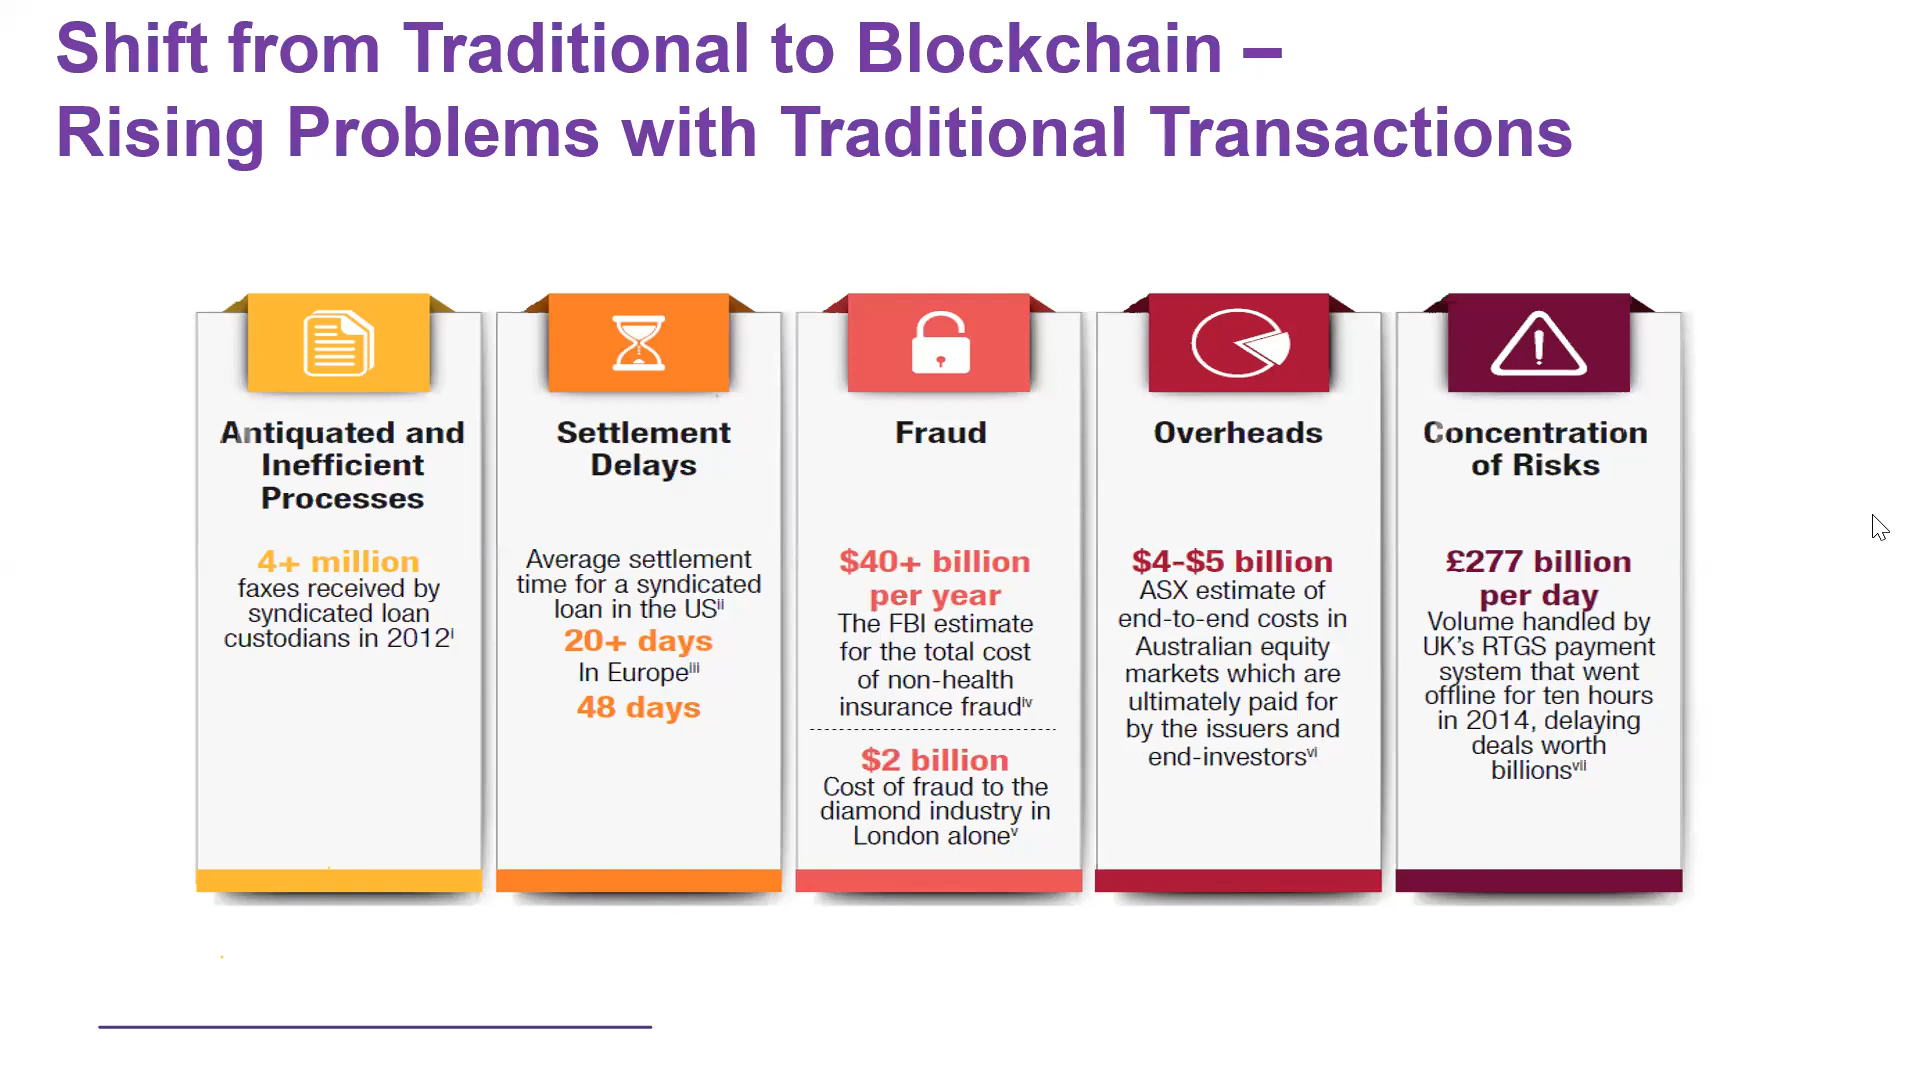 Shift from Traditional to Blockchain –
Rising Problems with Traditional Transactions
Antiquated and
Inefficient
Processes
4+ million
faxes received by
syndicated loan
custodians in 2012ⁱ
Settlement
Delays
Average settlement
time for a syndicated
loan in the USⁱⁱ
20+ days
In Europeⁱⁱⁱ
48 days
Fraud
$40+ billion
per year
The FBI estimate
for the total cost
of non-health
insurance fraudⁱᵛ
$2 billion
Cost of fraud to the
diamond industry in
London aloneᵛ
Overheads
$4-$5 billion
ASX estimate of
end-to-end costs in
Australian equity
markets which are
ultimately paid for
by the issuers and
end-investorsᵛⁱ
Concentration
of Risks
£277 billion
per day
Volume handled by
UK's RTGS payment
system that went
offline for ten hours
in 2014, delaying
deals worth
billionsᵛⁱⁱ